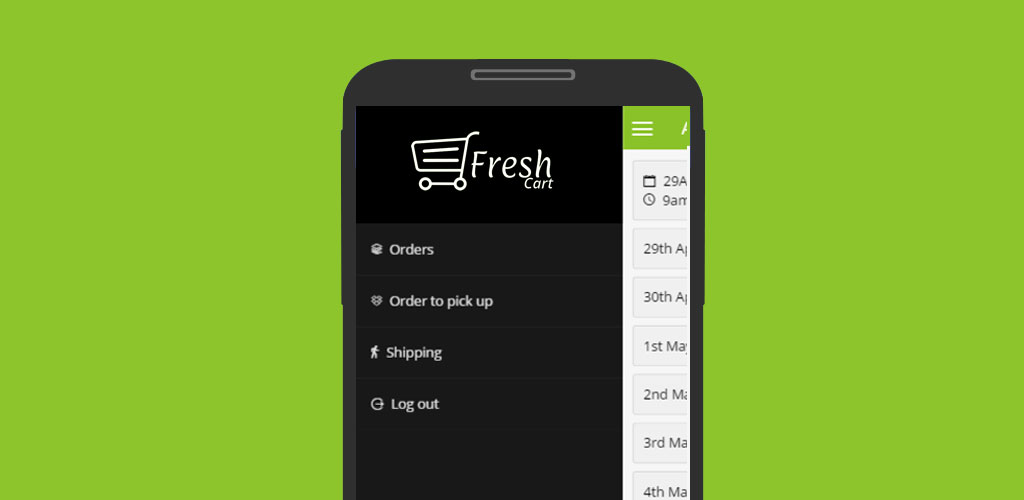 Fresh
Cart
Orders
Order to pick up
Shipping
Log out
29A
9am
29th Ap
30th Ap
1st May
2nd Ma
3rd Ma
4th Ma